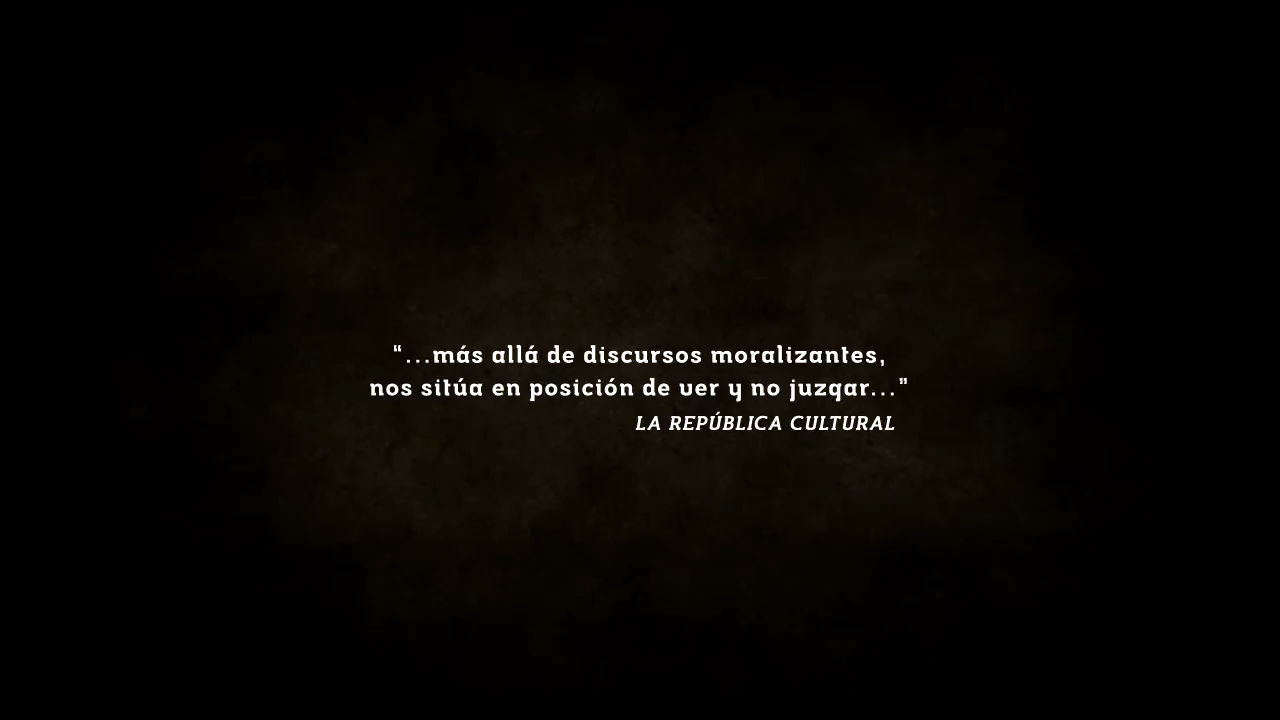 “...más allá de discursos moralizantes,
nos sitúa en posición de ver y no juzgar...”
LA REPÚBLICA CULTURAL